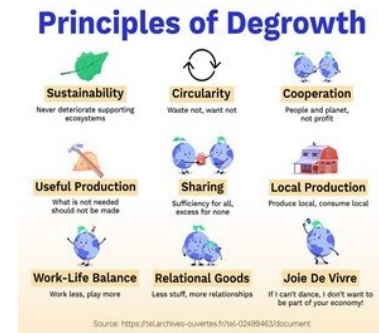 Principles of Degrowth
Sustainability
Never deteriorate supporting
ecosystems
Circularity
Waste not, want not
Cooperation
People and planet,
not profit
Useful Production
What is not needed
should not be made
Sharing
Sufficiency for all,
excess for none
Local Production
Produce local, consume local
Work-Life Balance
Work less, play more
Relational Goods
Less stuff, more relationships
Joie De Vivre
If I can't dance, I don't want to
be part of your economy!
Source: https://tel.archives-ouvertes.fr/tel-02499463/document